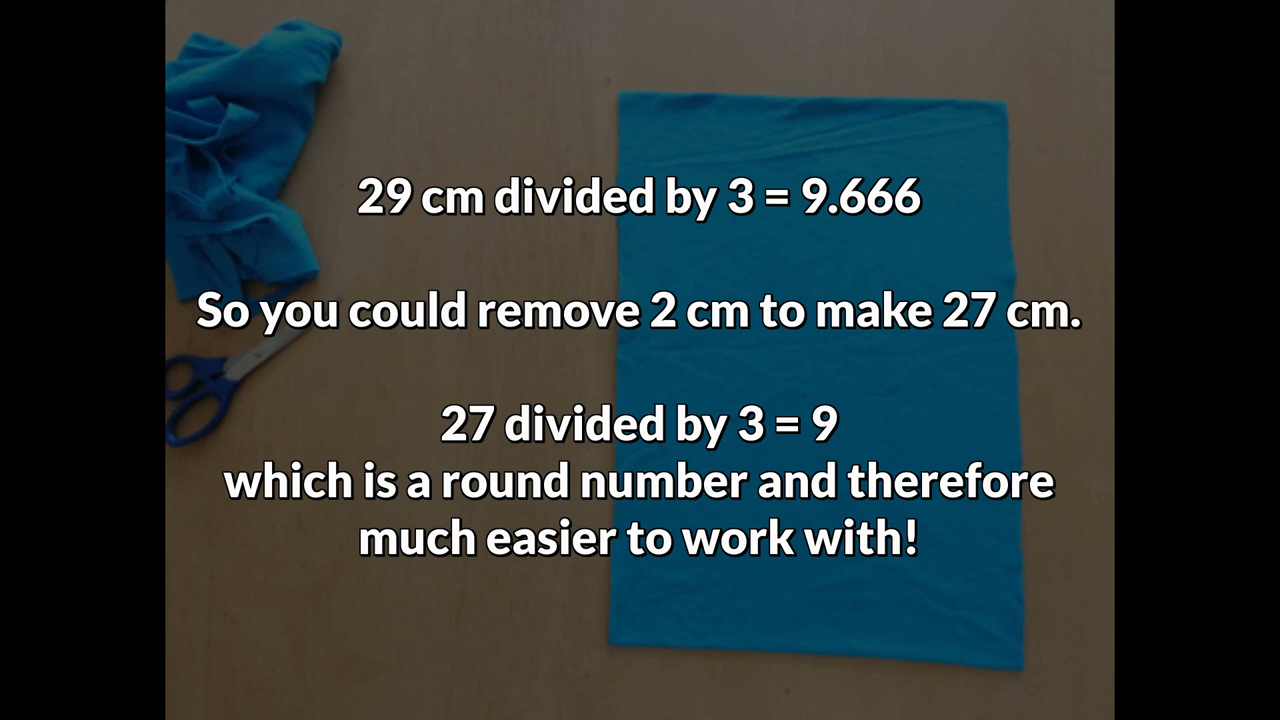 29 cm divided by 3 = 9.666
So you could remove 2 cm to make 27 cm.
27 divided by 3 = 9
which is a round number and therefore
much easier to work with!